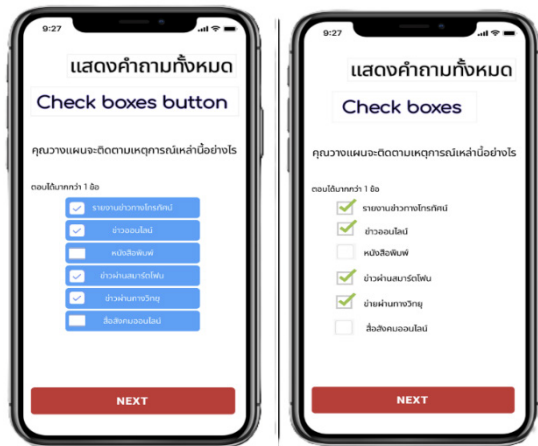 9:27
แสดงคำถามทั้งหมด
Check boxes button
คุณวางแผนจะติดตามเหตุการณ์เหล่านี้อย่างไร
ตอบได้มากกว่า 1 ข้อ
รายงานข่าวทางโทรทัศน์
ข่าวออนไลน์
หนังสือพิมพ์
ข่าวผ่านสมาร์ตโฟน
ข่าวผ่านทางวิทยุ
สื่อสังคมออนไลน์
NEXT
9:27
แสดงคำถามทั้งหมด
Check boxes
คุณวางแผนจะติดตามเหตุการณ์เหล่านี้อย่างไร
ตอบได้มากกว่า 1 ข้อ
รายงานข่าวทางโทรทัศน์
ข่าวออนไลน์
หนังสือพิมพ์
ข่าวผ่านสมาร์ตโฟน
ข่ายผ่านทางวิทยุ
สื่อสังคมออนไลน์
NEXT